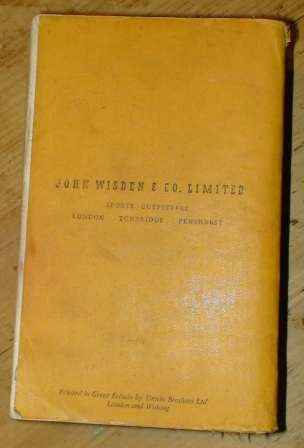 JOHN WISDEN & CO. LIMITED
SPORTS OUTFITTERS
LONDON TONBRIDGE PENSHURST
Printed in Great Britain by Unwin Brothers Ltd
London and Woking